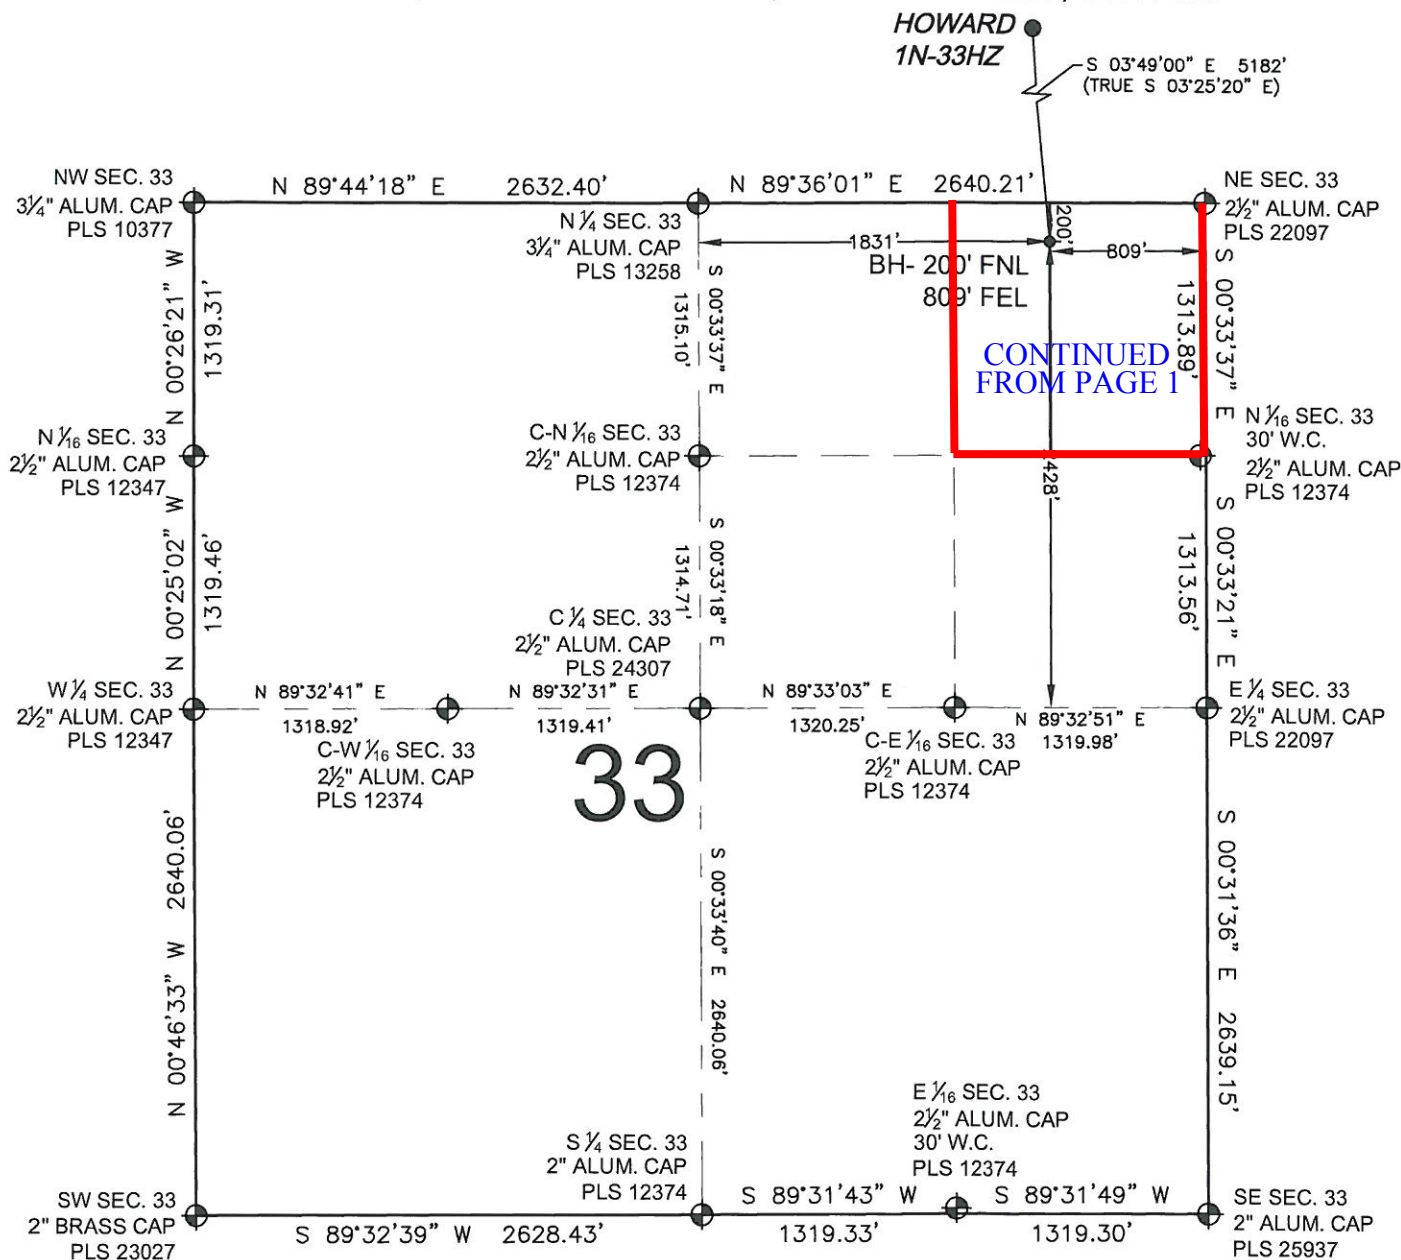 HOWARD
1N-33HZ
S 03°49'00" E 5182'
(TRUE S 03°25'20" E)
NW SEC. 33
3¼" ALUM. CAP
PLS 10377
N 89°44'18" E 2632.40'
N 89°36'01" E 2640.21'
NE SEC. 33
2½" ALUM. CAP
PLS 22097
N ¼ SEC. 33
3¼" ALUM. CAP
PLS 13258
1831'
200'
809'
BH- 200' FNL
809' FEL
N 00°26'21" W
1319.31'
S 00°33'37" E
1315.10'
S 00°33'37" E
1313.89'
CONTINUED
FROM PAGE 1
N 1⁄16 SEC. 33
2½" ALUM. CAP
PLS 12347
C-N 1⁄16 SEC. 33
2½" ALUM. CAP
PLS 12374
N 1⁄16 SEC. 33
30' W.C.
2½" ALUM. CAP
PLS 12374
428'
N 00°25'02" W
1319.46'
S 00°33'18" E
1314.71'
S 00°33'21" E
1313.56'
C ¼ SEC. 33
2½" ALUM. CAP
PLS 24307
W ¼ SEC. 33
2½" ALUM. CAP
PLS 12347
N 89°32'41" E
1318.92'
N 89°32'31" E
1319.41'
N 89°33'03" E
1320.25'
N 89°32'51" E
1319.98'
E ¼ SEC. 33
2½" ALUM. CAP
PLS 22097
C-W 1⁄16 SEC. 33
2½" ALUM. CAP
PLS 12374
33
C-E 1⁄16 SEC. 33
2½" ALUM. CAP
PLS 12374
N 00°46'33" W 2640.06'
S 00°33'40" E 2640.06'
S 00°31'36" E 2639.15'
E 1⁄16 SEC. 33
2½" ALUM. CAP
30' W.C.
PLS 12374
S ¼ SEC. 33
2" ALUM. CAP
PLS 12374
SW SEC. 33
2" BRASS CAP
PLS 23027
S 89°32'39" W 2628.43'
S 89°31'43" W
1319.33'
S 89°31'49" W
1319.30'
SE SEC. 33
2" ALUM. CAP
PLS 25937